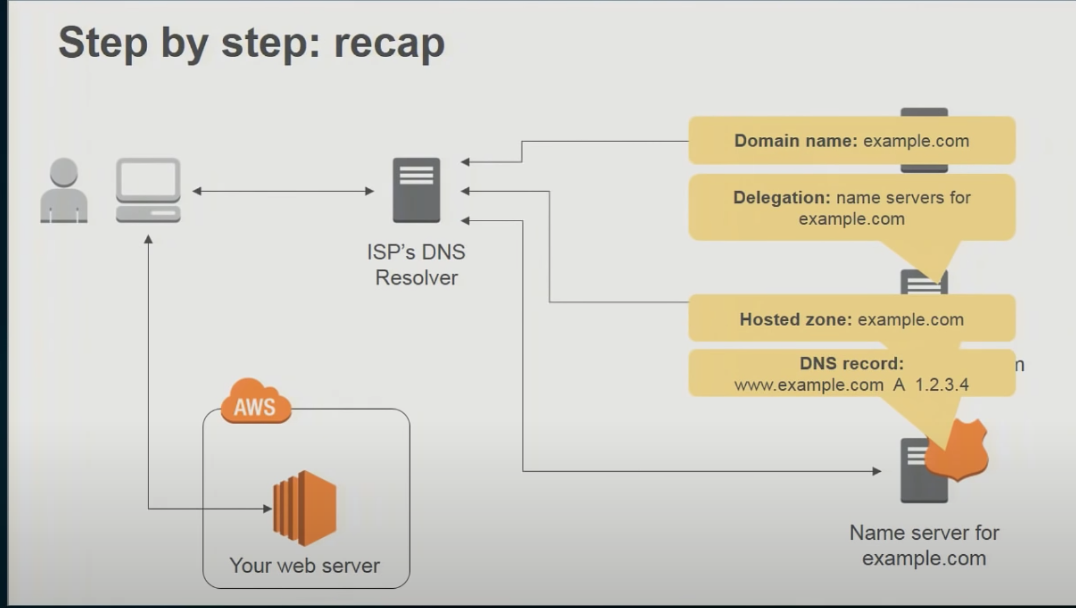 Step by step: recap
Domain name: example.com
Delegation: name servers for
example.com
ISP's DNS
Resolver
Hosted zone: example.com
DNS record:
www.example.com A 1.2.3.4
m
AWS
Your web server
Name server for
example.com